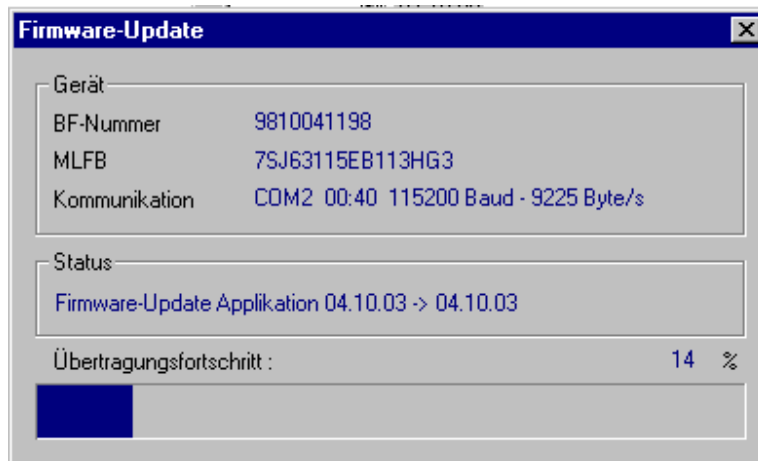 Firmware-Update
Gerät
BF-Nummer 9810041198
MLFB 7SJ63115EB113HG3
Kommunikation COM2 00:40 115200 Baud - 9225 Byte/s
Status
Firmware-Update Applikation 04.10.03 -> 04.10.03
Übertragungsfortschritt : 14 %